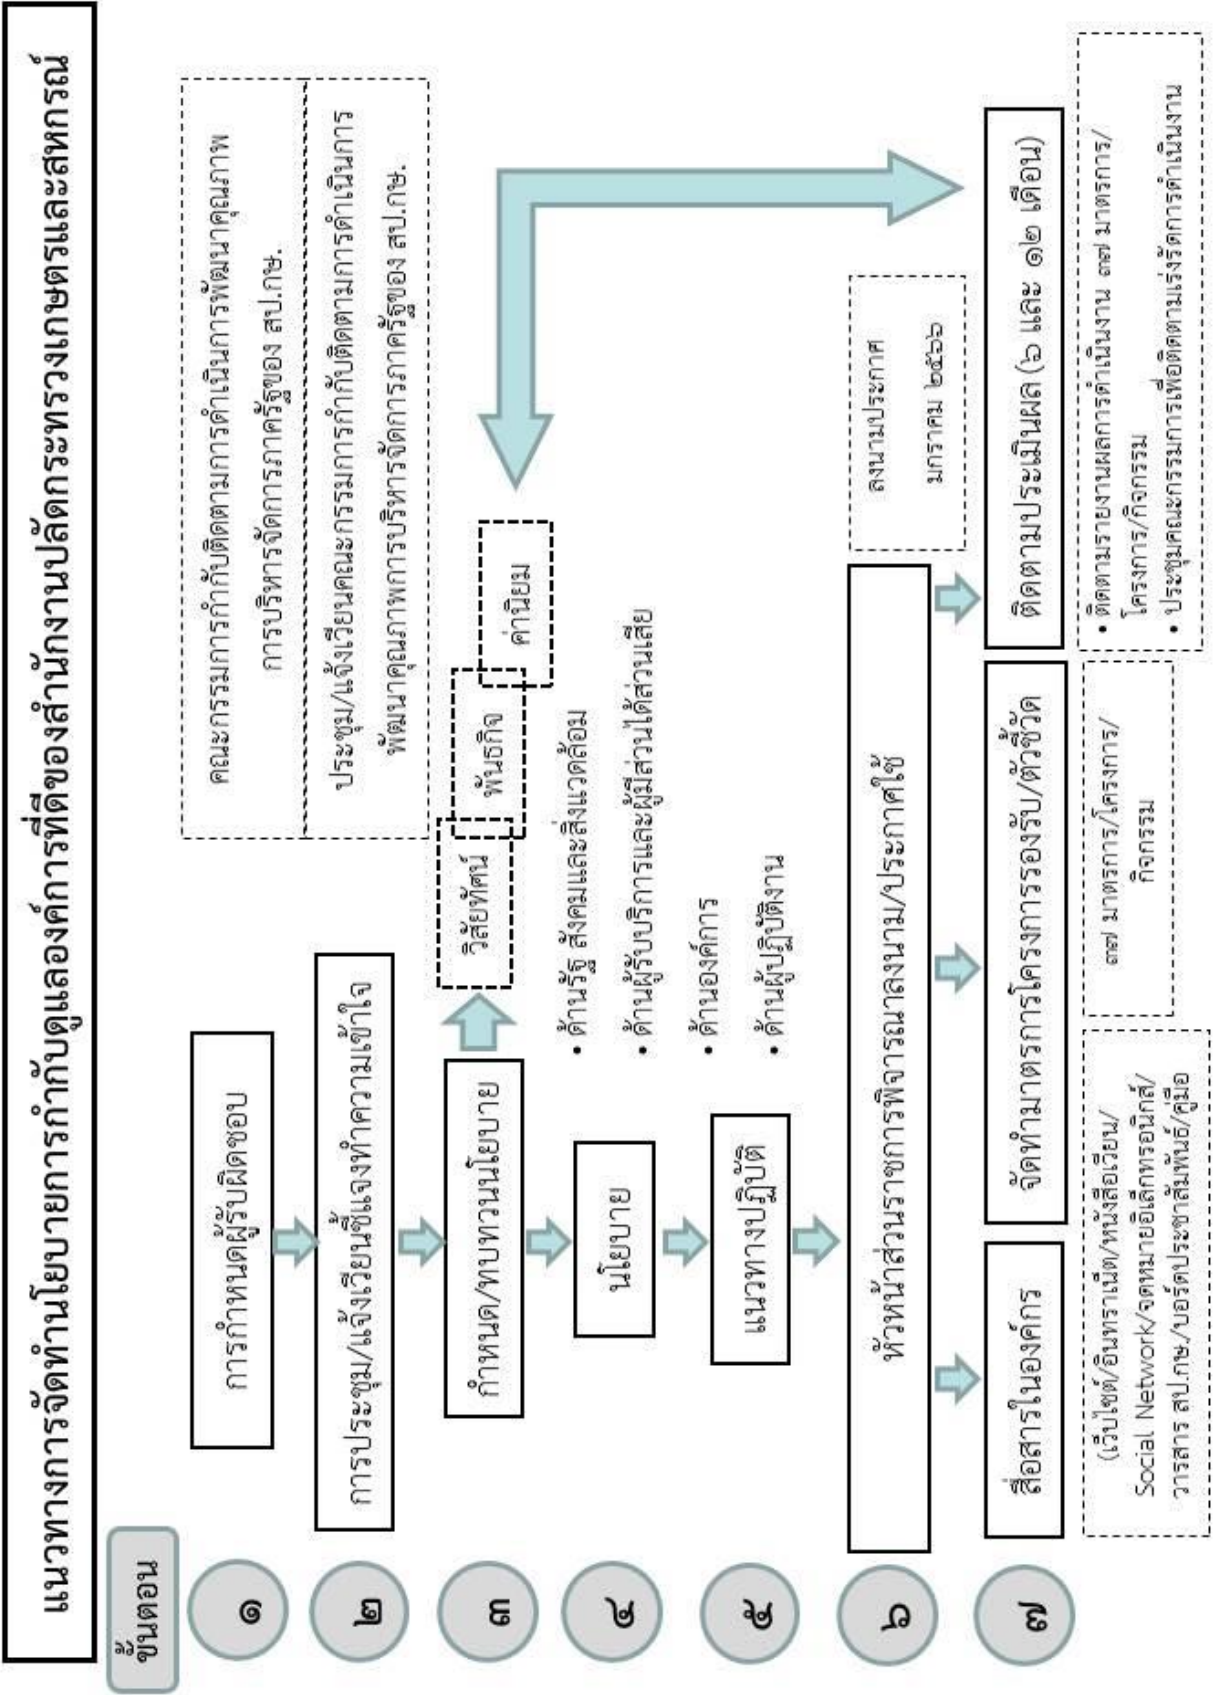 แนวทางการจัดทำนโยบายการกำกับดูแลองค์การที่ดีของสำนักงานปลัดกระทรวงเกษตรและสหกรณ์
ขั้นตอน
๑
การกำหนดผู้รับผิดชอบ
คณะกรรมการกำกับติดตามการดำเนินการพัฒนาคุณภาพ
การบริหารจัดการภาครัฐของ สป.กษ.
๒
การประชุม/แจ้งเวียนชี้แจงทำความเข้าใจ
ประชุม/แจ้งเวียนคณะกรรมการกำกับติดตามการดำเนินการ
พัฒนาคุณภาพการบริหารจัดการภาครัฐของ สป.กษ.
๓
กำหนด/ทบทวนนโยบาย
วิสัยทัศน์
พันธกิจ
ค่านิยม
๔
นโยบาย
• ด้านรัฐ สังคมและสิ่งแวดล้อม
• ด้านผู้รับบริการและผู้มีส่วนได้ส่วนเสีย
• ด้านองค์การ
• ด้านผู้ปฏิบัติงาน
๕
แนวทางปฏิบัติ
๖
หัวหน้าส่วนราชการพิจารณาลงนาม/ประกาศใช้
ลงนามประกาศ
มกราคม ๒๕๖๖
๗
สื่อสารในองค์กร
จัดทำมาตรการโครงการรองรับ/ตัวชี้วัด
ติดตามประเมินผล (๖ และ ๑๒ เดือน)
(เว็บไซต์/อินทราเน็ต/หนังสือเวียน/
Social Network/จดหมายอิเล็กทรอนิกส์/
วารสาร สป.กษ./บอร์ดประชาสัมพันธ์/คู่มือ
๓๗ มาตรการ/โครงการ/
กิจกรรม
• ติดตามรายงานผลการดำเนินงาน ๓๗ มาตรการ/
โครงการ/กิจกรรม
• ประชุมคณะกรรมการเพื่อติดตามเร่งรัดการดำเนินงาน